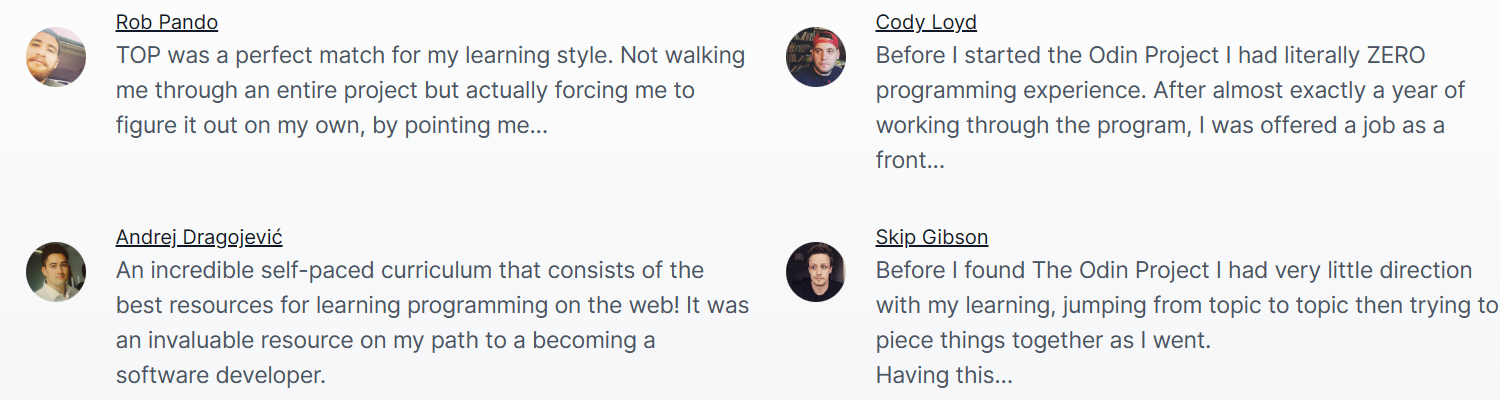 Rob Pando
TOP was a perfect match for my learning style. Not walking
me through an entire project but actually forcing me to
figure it out on my own, by pointing me...
Cody Loyd
Before I started the Odin Project I had literally ZERO
programming experience. After almost exactly a year of
working through the program, I was offered a job as a
front...
Andrej Dragojević
An incredible self-paced curriculum that consists of the
best resources for learning programming on the web! It was
an invaluable resource on my path to a becoming a
software developer.
Skip Gibson
Before I found The Odin Project I had very little direction
with my learning, jumping from topic to topic then trying to
piece things together as I went.
Having this...